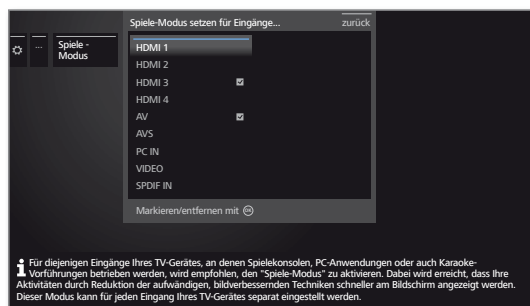 Spiele-Modus setzen für Eingänge...
zurück
...
Spiele -
Modus
HDMI 1
HDMI 2
HDMI 3
HDMI 4
AV
AVS
PC IN
VIDEO
SPDIF IN
Markieren/entfernen mit OK
Für diejenigen Eingänge Ihres TV-Gerätes, an denen Spielekonsolen, PC-Anwendungen oder auch Karaoke-
Vorführungen betrieben werden, wird empfohlen, den "Spiele-Modus" zu aktivieren. Dabei wird erreicht, dass Ihre
Aktivitäten durch Reduktion der aufwändigen, bildverbessernden Techniken schneller am Bildschirm angezeigt werden.
Dieser Modus kann für jeden Eingang Ihres TV-Gerätes separat eingestellt werden.